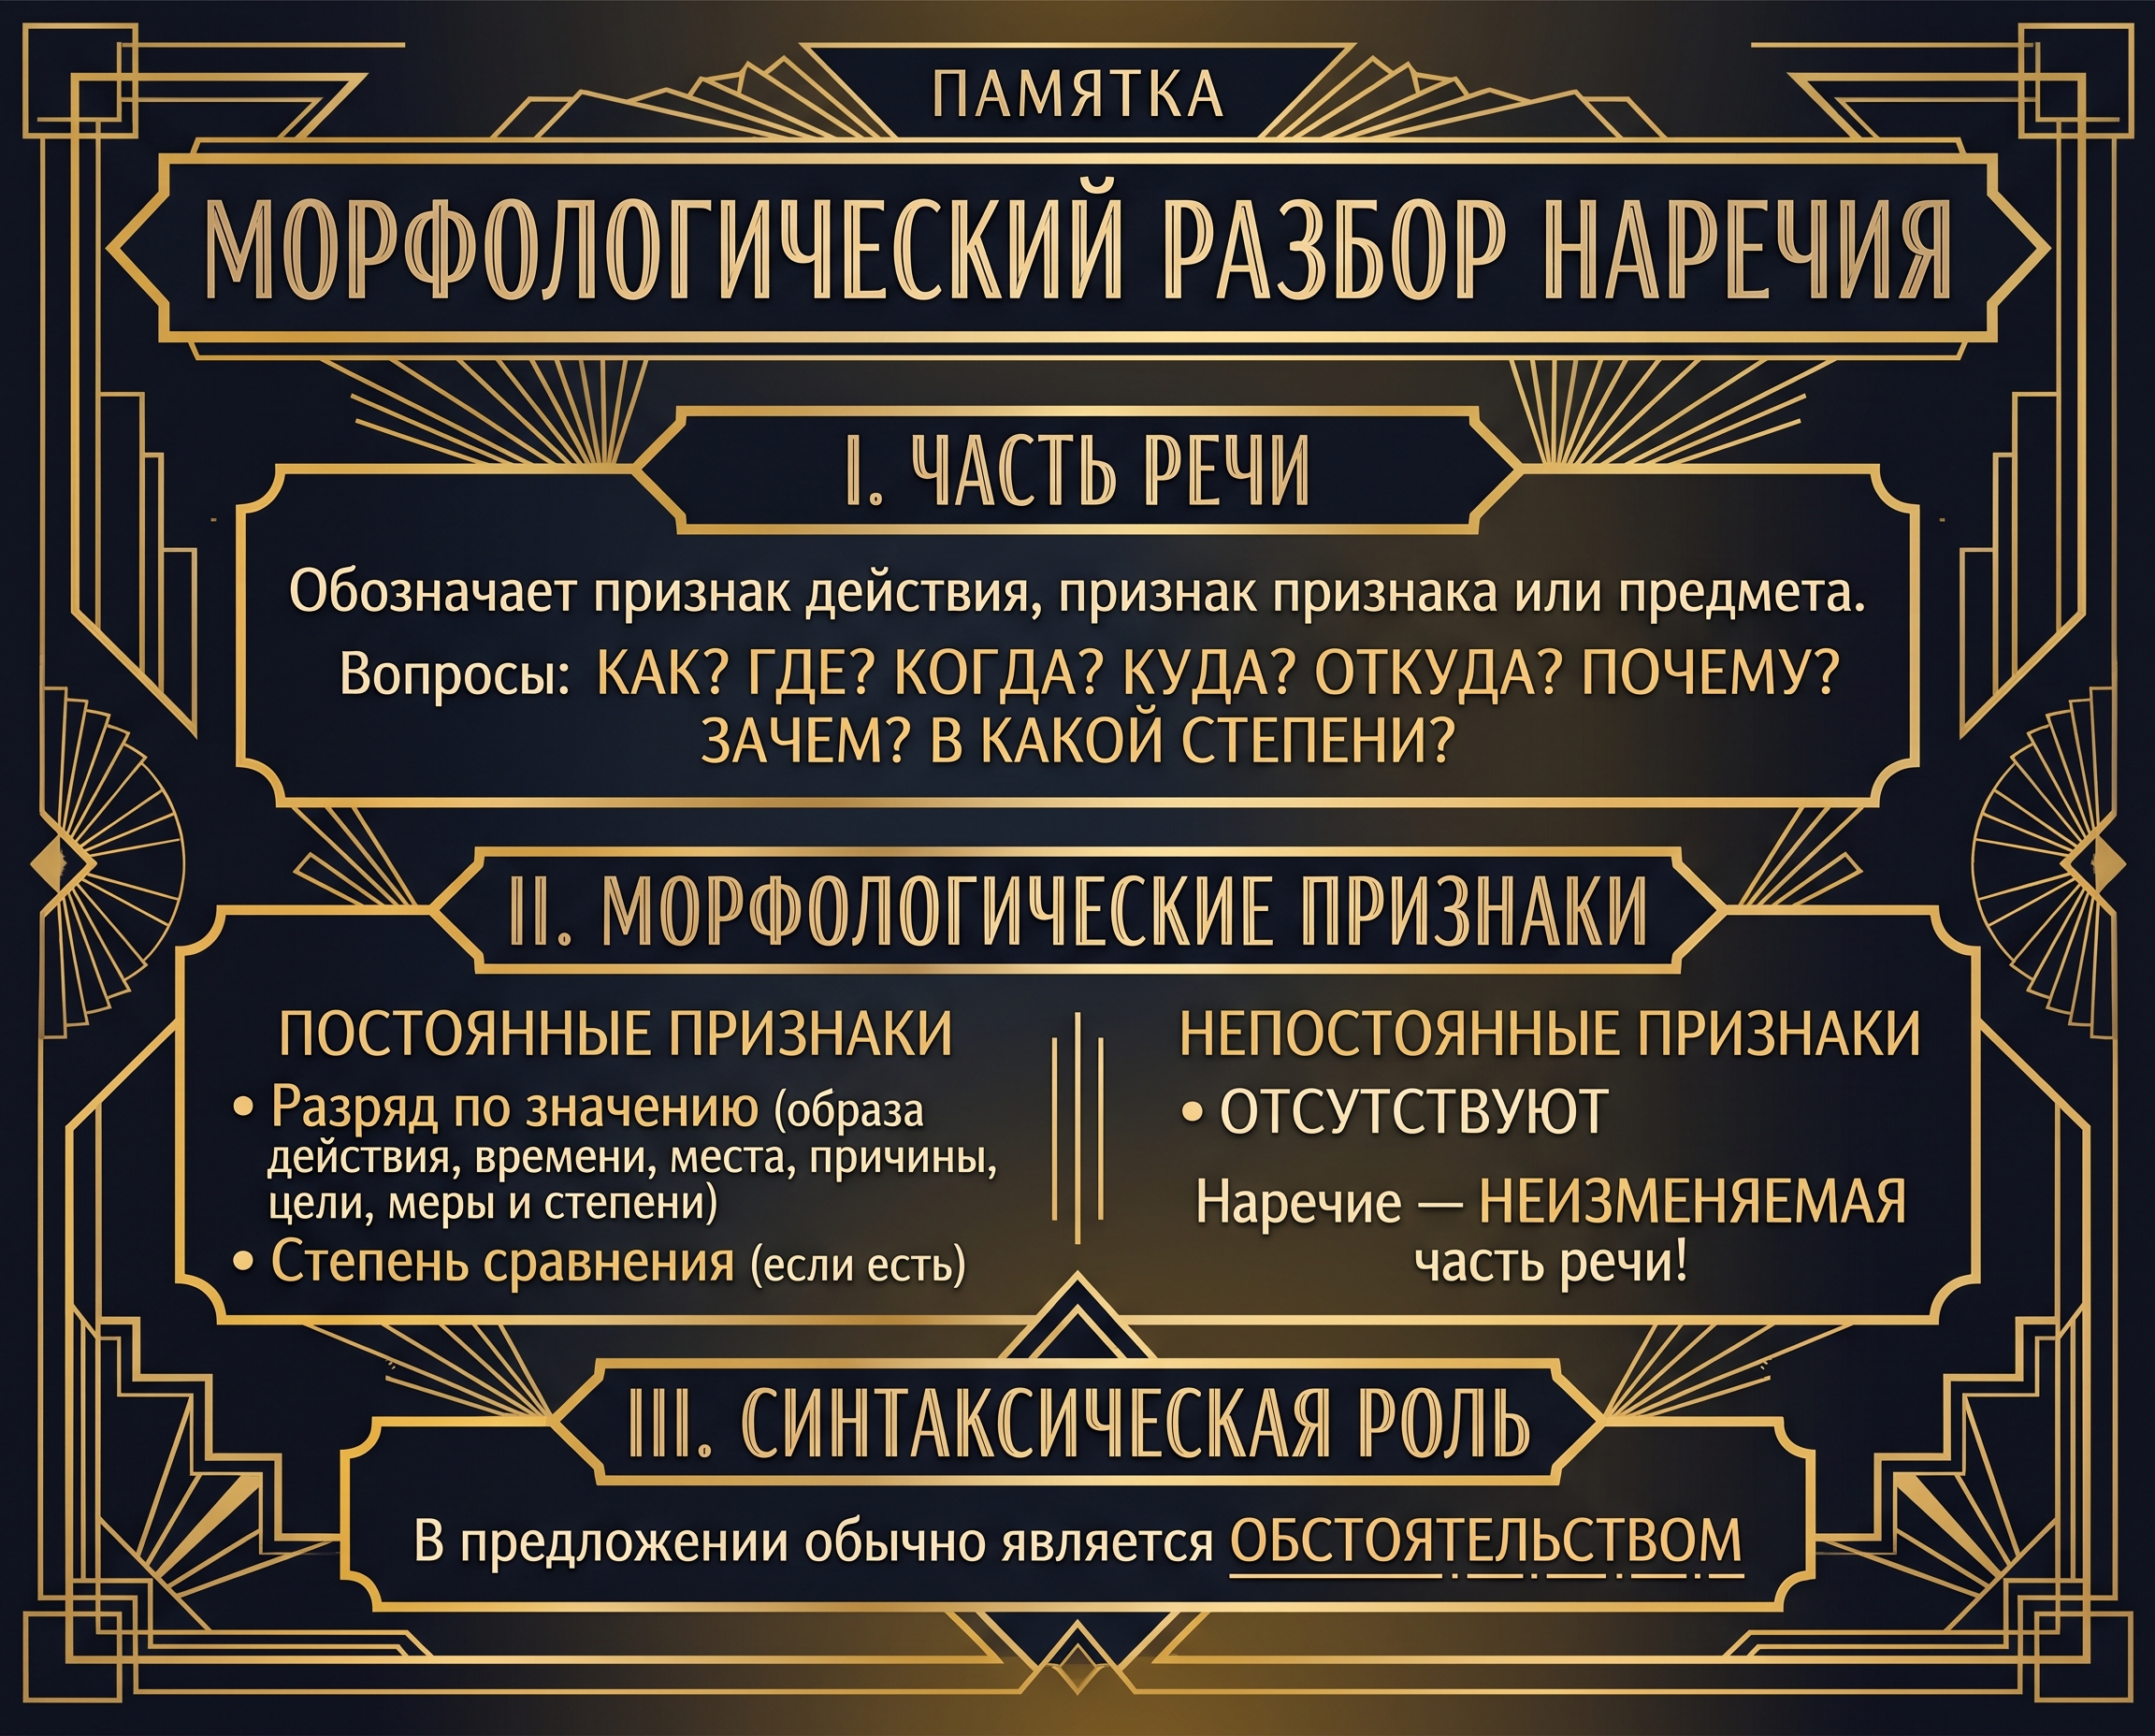 ПАМЯТКА
МОРФОЛОГИЧЕСКИЙ РАЗБОР НАРЕЧИЯ
I. ЧАСТЬ РЕЧИ
Обозначает признак действия, признак признака или предмета.
Вопросы: КАК? ГДЕ? КОГДА? КУДА? ОТКУДА? ПОЧЕМУ?
ЗАЧЕМ? В КАКОЙ СТЕПЕНИ?
II. МОРФОЛОГИЧЕСКИЕ ПРИЗНАКИ
ПОСТОЯННЫЕ ПРИЗНАКИ
• Разряд по значению (образа
действия, времени, места, причины,
цели, меры и степени)
• Степень сравнения (если есть)
НЕПОСТОЯННЫЕ ПРИЗНАКИ
• ОТСУТСТВУЮТ
Наречие — НЕИЗМЕНЯЕМАЯ
часть речи!
III. СИНТАКСИЧЕСКАЯ РОЛЬ
В предложении обычно является ОБСТОЯТЕЛЬСТВОМ